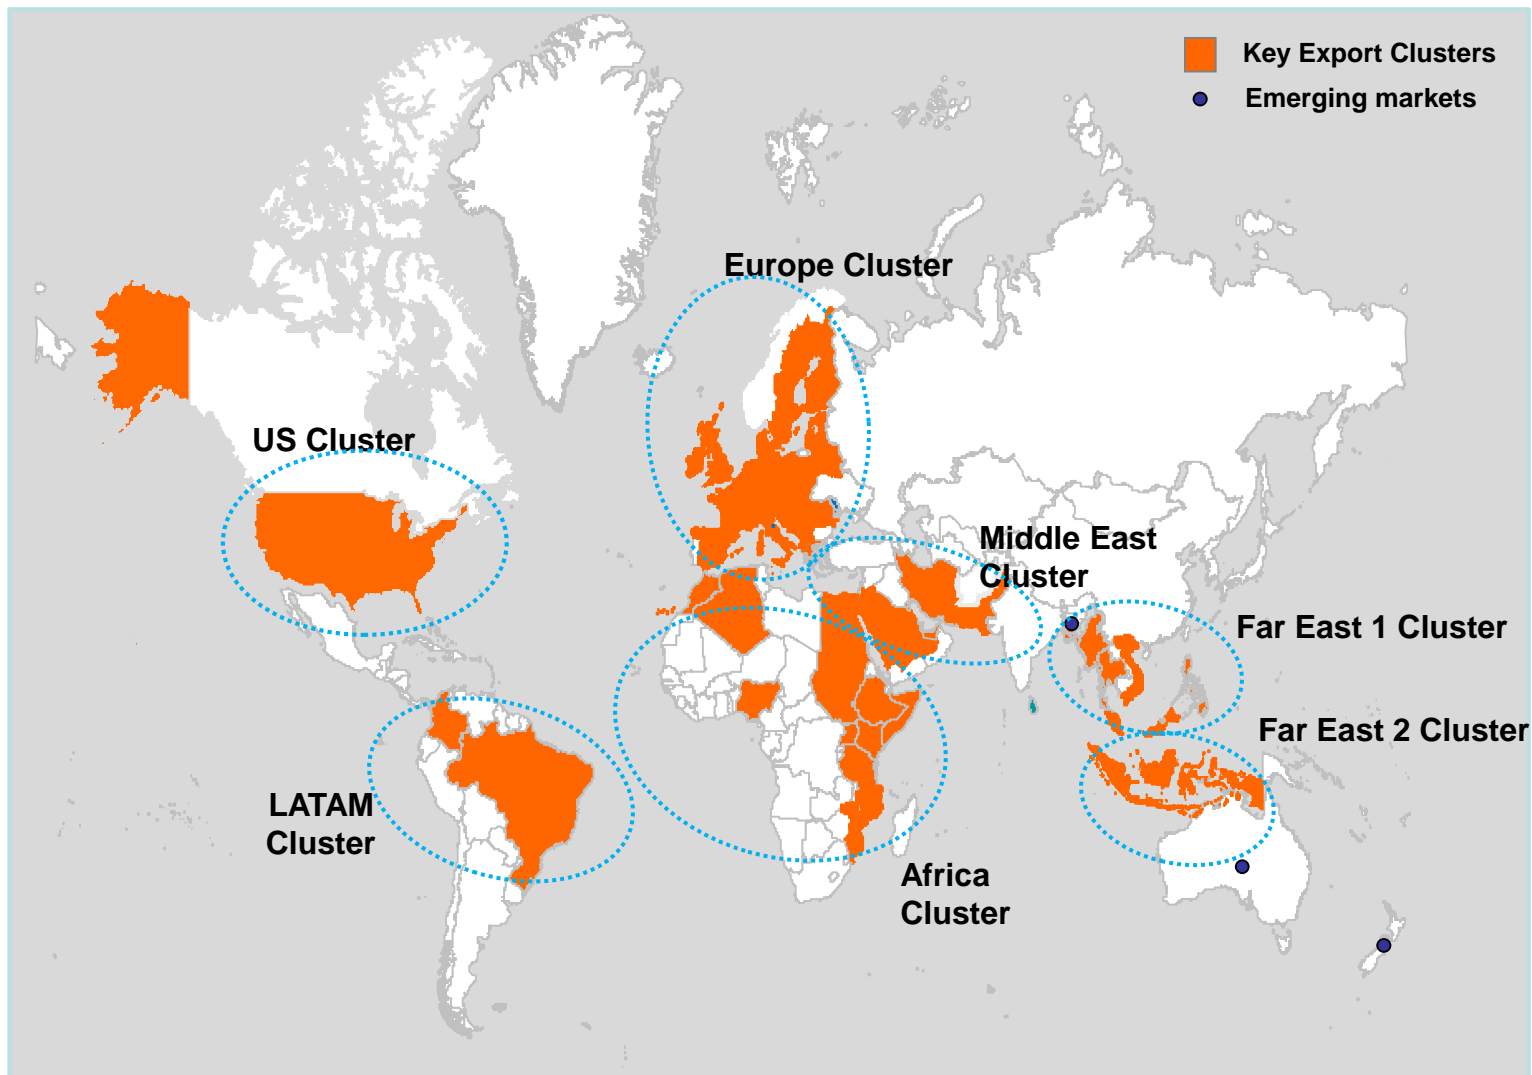 Key Export Clusters
Emerging markets
Europe Cluster
US Cluster
Middle East
Cluster
Far East 1 Cluster
Far East 2 Cluster
LATAM
Cluster
Africa
Cluster